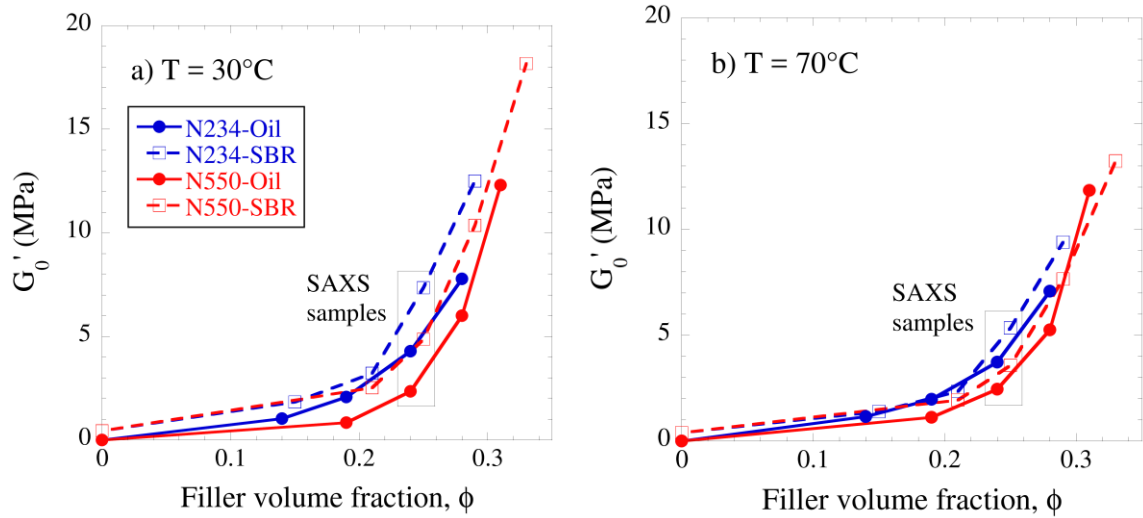 20
15
10
5
0
G₀' (MPa)
a) T = 30°C
N234-Oil
N234-SBR
N550-Oil
N550-SBR
SAXS
samples
0
0.1
0.2
0.3
Filler volume fraction, ϕ
20
15
10
5
0
G₀' (MPa)
b) T = 70°C
SAXS
samples
0
0.1
0.2
0.3
Filler volume fraction, ϕ